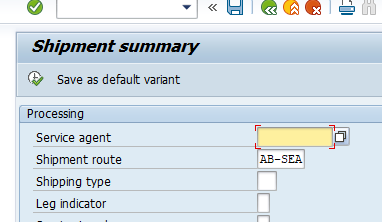 Shipment summary
Save as default variant
Processing
Service agent
Shipment route AB-SEA
Shipping type
Leg indicator